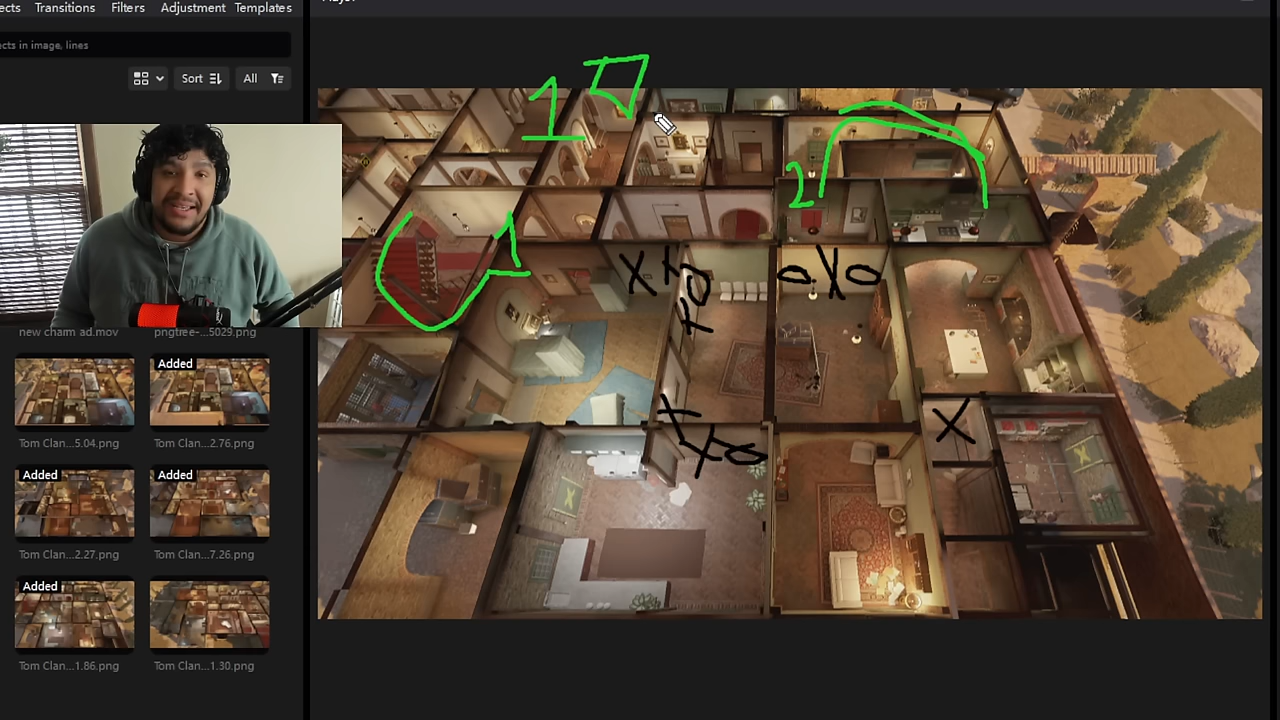 Transitions Filters Adjustment Templates
ects in image, lines
Sort All
1
2
1
X X
X
O X O
X
X O
X
new cham ad.mov
pngtree-...5029.png
Added
Tom Clan...5.04.png
Tom Clan...2.76.png
Added
Added
Tom Clan...2.27.png
Tom Clan...7.26.png
Added
Tom Clan...1.86.png
Tom Clan...1.30.png